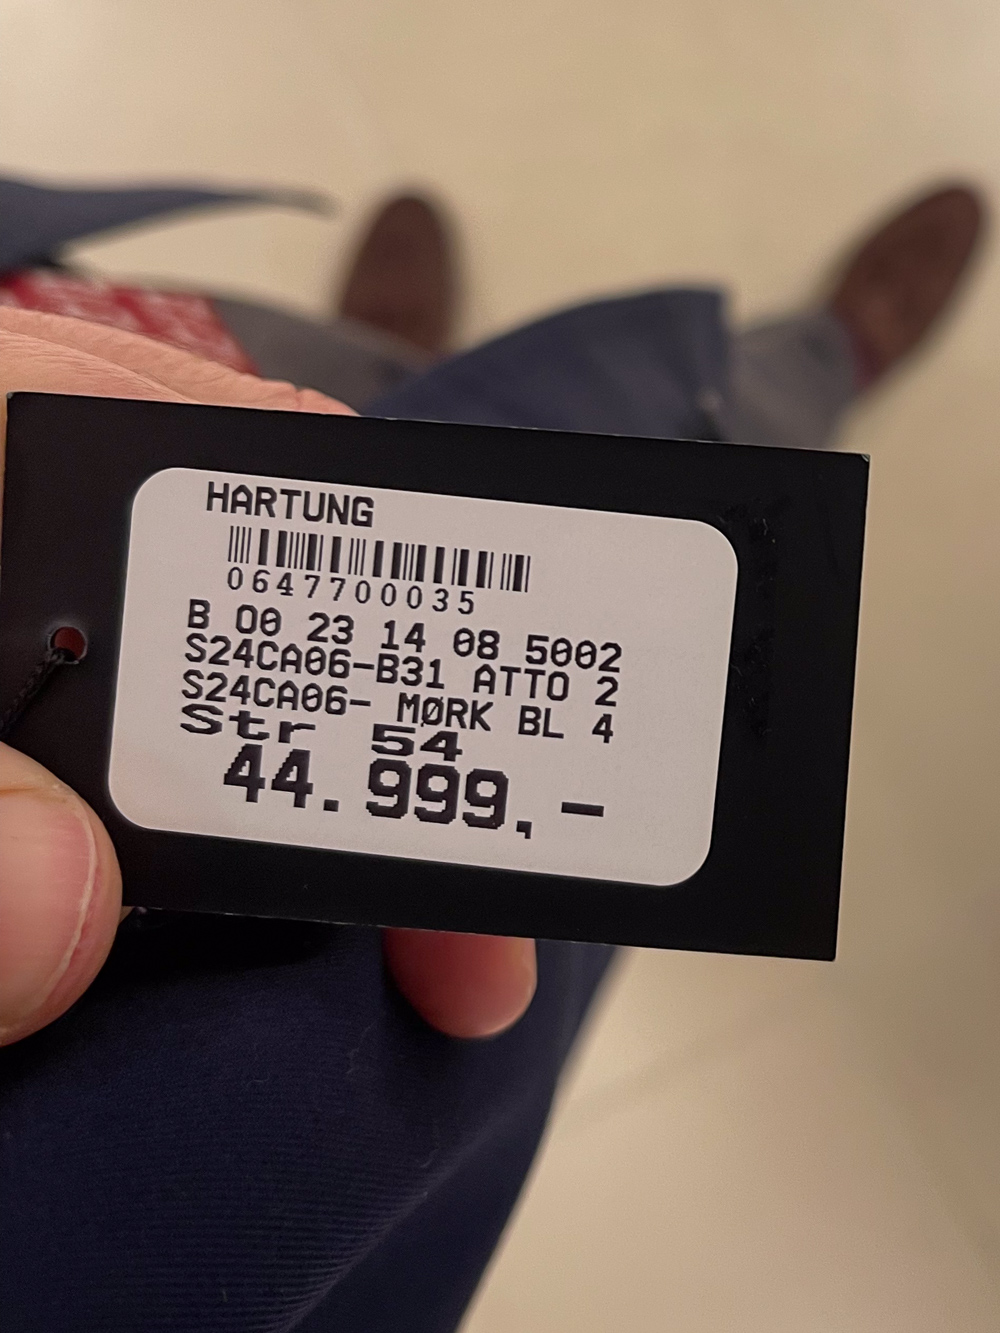 HARTUNG
0647700035
B 00 23 14 08 5002
S24CA06-B31 ATTO 2
S24CA06- MØRK BL 4
Str 54
44.999,-